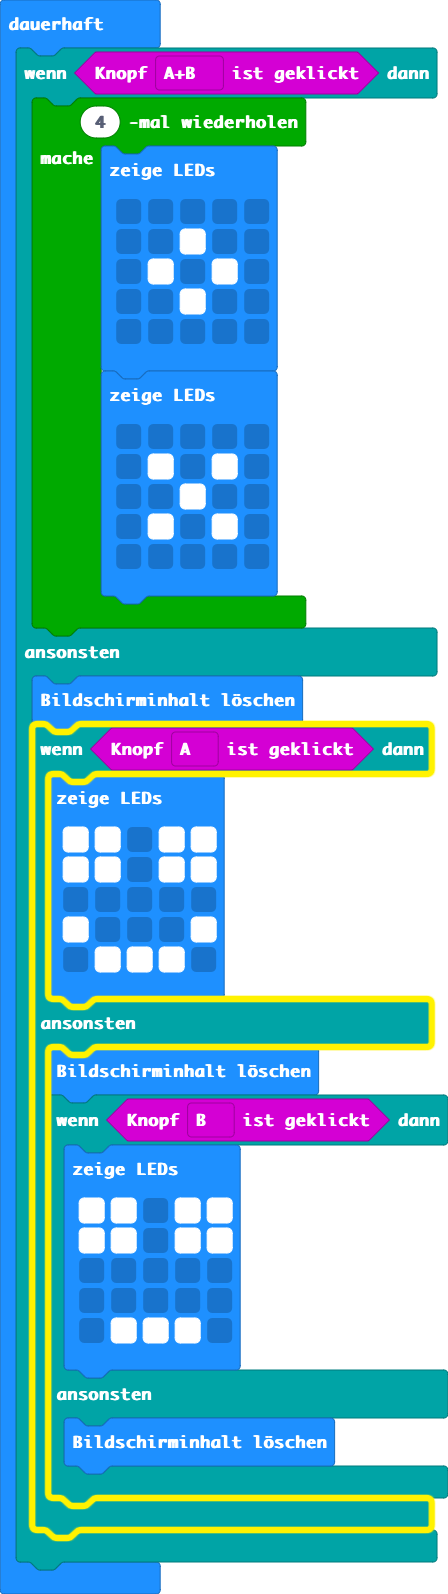 dauerhaft
wenn Knopf A+B ist geklickt dann
4 -mal wiederholen
mache
zeige LEDs
zeige LEDs
ansonsten
Bildschirminhalt löschen
wenn Knopf A ist geklickt dann
zeige LEDs
ansonsten
Bildschirminhalt löschen
wenn Knopf B ist geklickt dann
zeige LEDs
ansonsten
Bildschirminhalt löschen